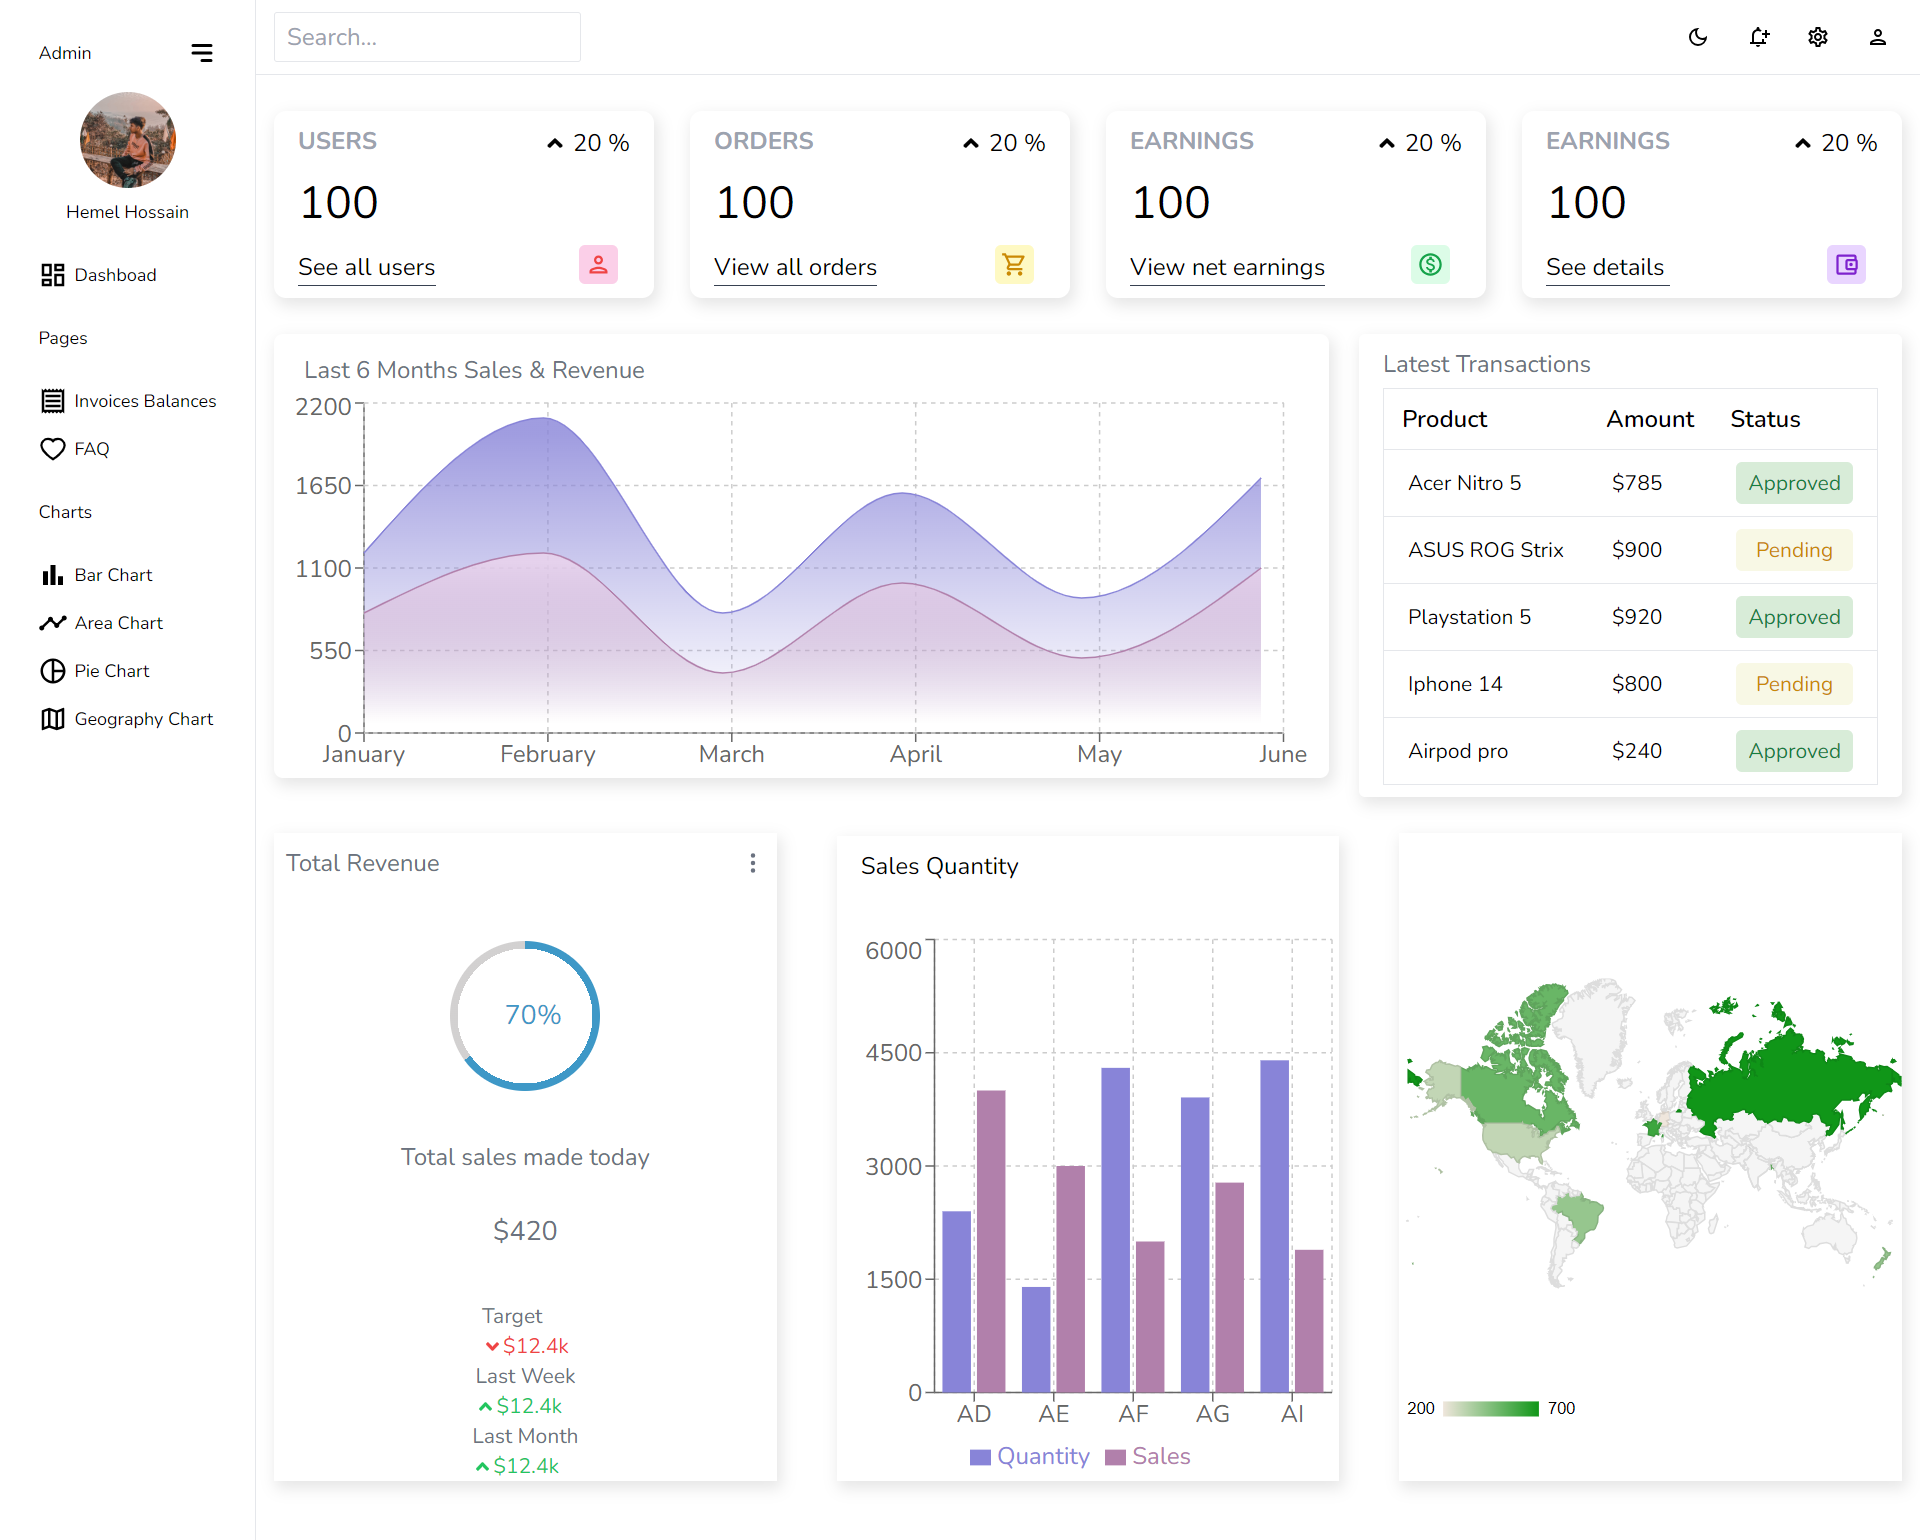 Admin
Hemel Hossain
Dashboad
Pages
Invoices Balances
FAQ
Charts
Bar Chart
Area Chart
Pie Chart
Geography Chart
Search...
USERS 20 %
100
See all users
ORDERS 20 %
100
View all orders
EARNINGS 20 %
100
View net earnings
EARNINGS 20 %
100
See details
Last 6 Months Sales & Revenue
2200
1650
1100
550
0
January February March April May June
Latest Transactions
Product Amount Status
Acer Nitro 5 $785 Approved
ASUS ROG Strix $900 Pending
Playstation 5 $920 Approved
Iphone 14 $800 Pending
Airpod pro $240 Approved
Total Revenue
70%
Total sales made today
$420
Target
$12.4k
Last Week
$12.4k
Last Month
$12.4k
Sales Quantity
6000
4500
3000
1500
0
AD AE AF AG AI
Quantity Sales
200 700